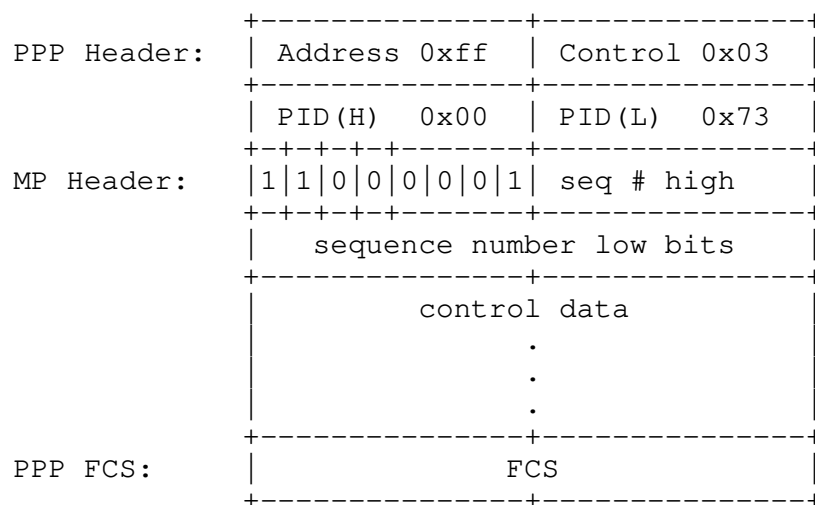 +---------------+---------------+
PPP Header: | Address 0xff | Control 0x03 |
+---------------+---------------+
| PID(H) 0x00 | PID(L) 0x73 |
+-+-+-+-+-------+---------------+
MP Header: |1|1|0|0|0|0|0|1| seq # high |
+-+-+-+-+-------+---------------+
| sequence number low bits |
+---------------+---------------+
| control data |
| . |
| . |
| . |
+---------------+---------------+
PPP FCS: | FCS |
+---------------+---------------+